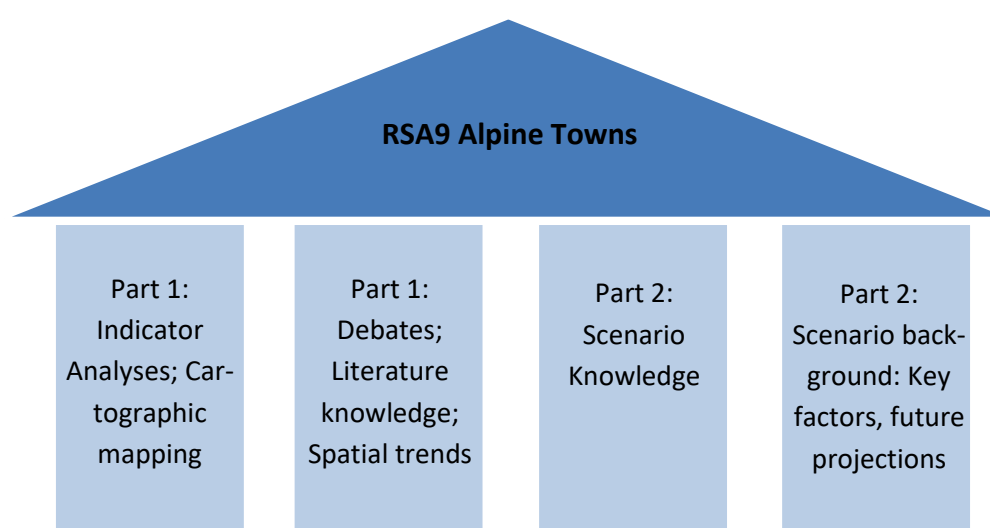 RSA9 Alpine Towns
Part 1:
Indicator
Analyses; Car-
tographic
mapping
Part 1:
Debates;
Literature
knowledge;
Spatial trends
Part 2:
Scenario
Knowledge
Part 2:
Scenario back-
ground: Key
factors, future
projections